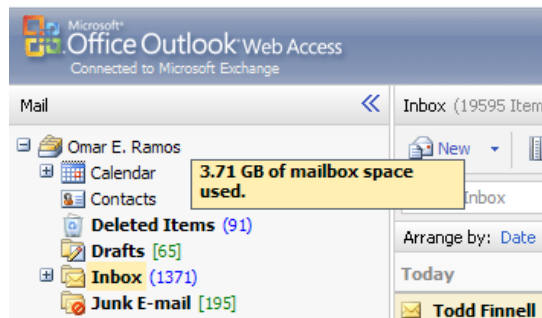 Microsoft®
Office Outlook® Web Access
Connected to Microsoft Exchange
Mail
Inbox (19595 Item
Omar E. Ramos
New
Calendar
3.71 GB of mailbox space
used.
Contacts
Inbox
Deleted Items (91)
Arrange by: Date
Drafts [65]
Inbox (1371)
Today
Junk E-mail [195]
Todd Finnell